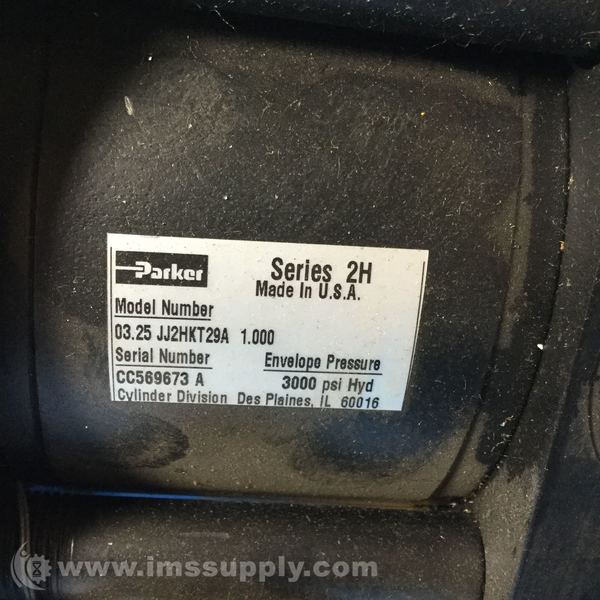 Parker
Series 2H
Made In U.S.A.
Model Number
03.25 JJ2HKT29A 1.000
Serial Number Envelope Pressure
CC569673 A 3000 psi Hyd
Cylinder Division Des Plaines, IL 60016
www.imssupply.com